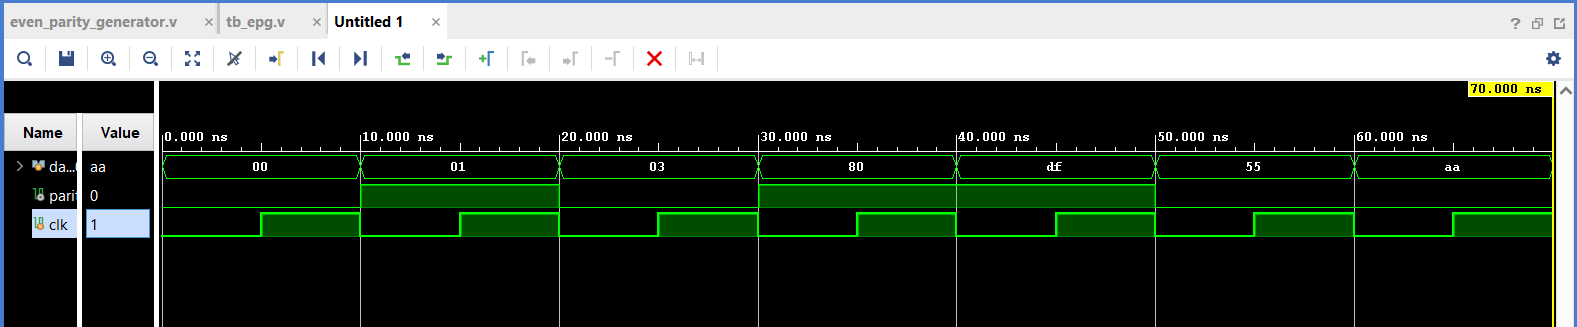 even_parity_generator.v × tb_epg.v × Untitled 1 ×
?
70.000 ns
Name Value
0.000 ns 10.000 ns 20.000 ns 30.000 ns 40.000 ns 50.000 ns 60.000 ns
da... aa 00 01 03 80 df 55 aa
parit 0
clk 1